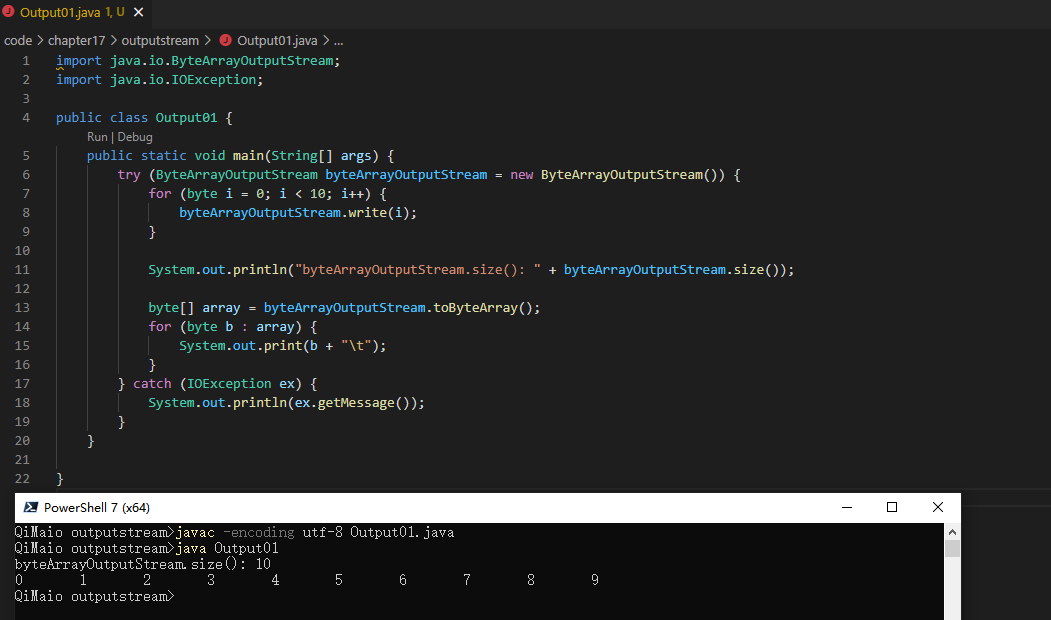 Output01.java 1, U
code > chapter17 > outputstream > Output01.java > ...
1 import java.io.ByteArrayOutputStream;
2 import java.io.IOException;
3
4 public class Output01 {
Run | Debug
5 public static void main(String[] args) {
6 try (ByteArrayOutputStream byteArrayOutputStream = new ByteArrayOutputStream()) {
7 for (byte i = 0; i < 10; i++) {
8 byteArrayOutputStream.write(i);
9 }
10
11 System.out.println("byteArrayOutputStream.size(): " + byteArrayOutputStream.size());
12
13 byte[] array = byteArrayOutputStream.toByteArray();
14 for (byte b : array) {
15 System.out.print(b + "\t");
16 }
17 } catch (IOException ex) {
18 System.out.println(ex.getMessage());
19 }
20 }
21
22 }
PowerShell 7 (x64)
QiMaio outputstream>javac -encoding utf-8 Output01.java
QiMaio outputstream>java Output01
byteArrayOutputStream.size(): 10
0 1 2 3 4 5 6 7 8 9
QiMaio outputstream>